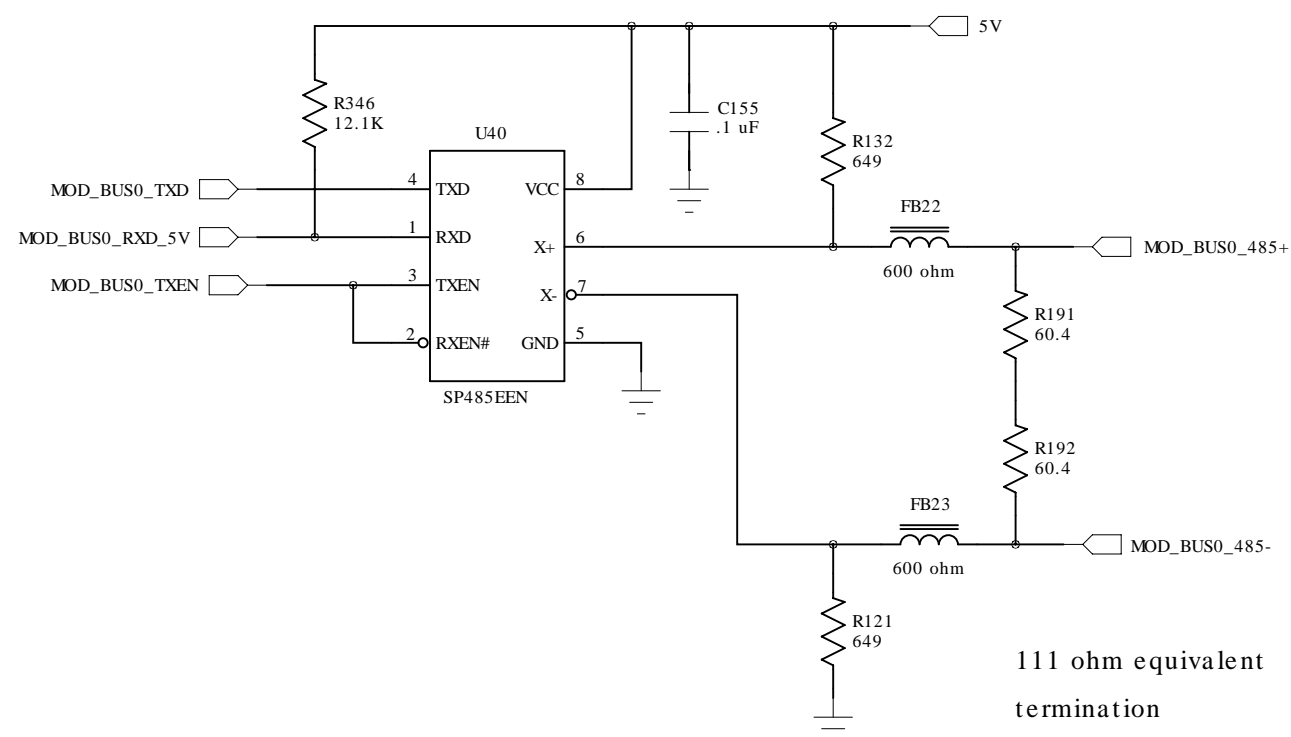 5V
R346
12.1K
C155
.1 uF
U40
R132
649
MOD_BUS0_TXD
4
TXD
VCC
8
FB22
MOD_BUS0_RXD_5V
1
RXD
X+
6
600 ohm
MOD_BUS0_485+
MOD_BUS0_TXEN
3
TXEN
X-
7
R191
60.4
2
RXEN#
GND
5
SP485EEN
R192
60.4
FB23
600 ohm
MOD_BUS0_485-
R121
649
111 ohm equivalent
termination